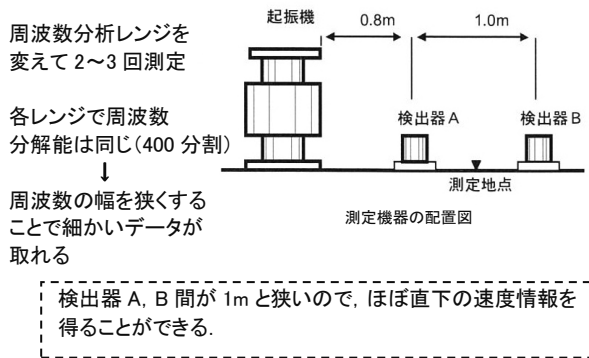 周波数分析レンジを
変えて 2~3 回測定
各レンジで周波数
分解能は同じ(400 分割)
↓
周波数の幅を狭くする
ことで細かいデータが
取れる
起振機
0.8m
1.0m
検出器A
検出器B
測定地点
測定機器の配置図
検出器 A, B 間が 1m と狭いので, ほぼ直下の速度情報を
得ることができる.